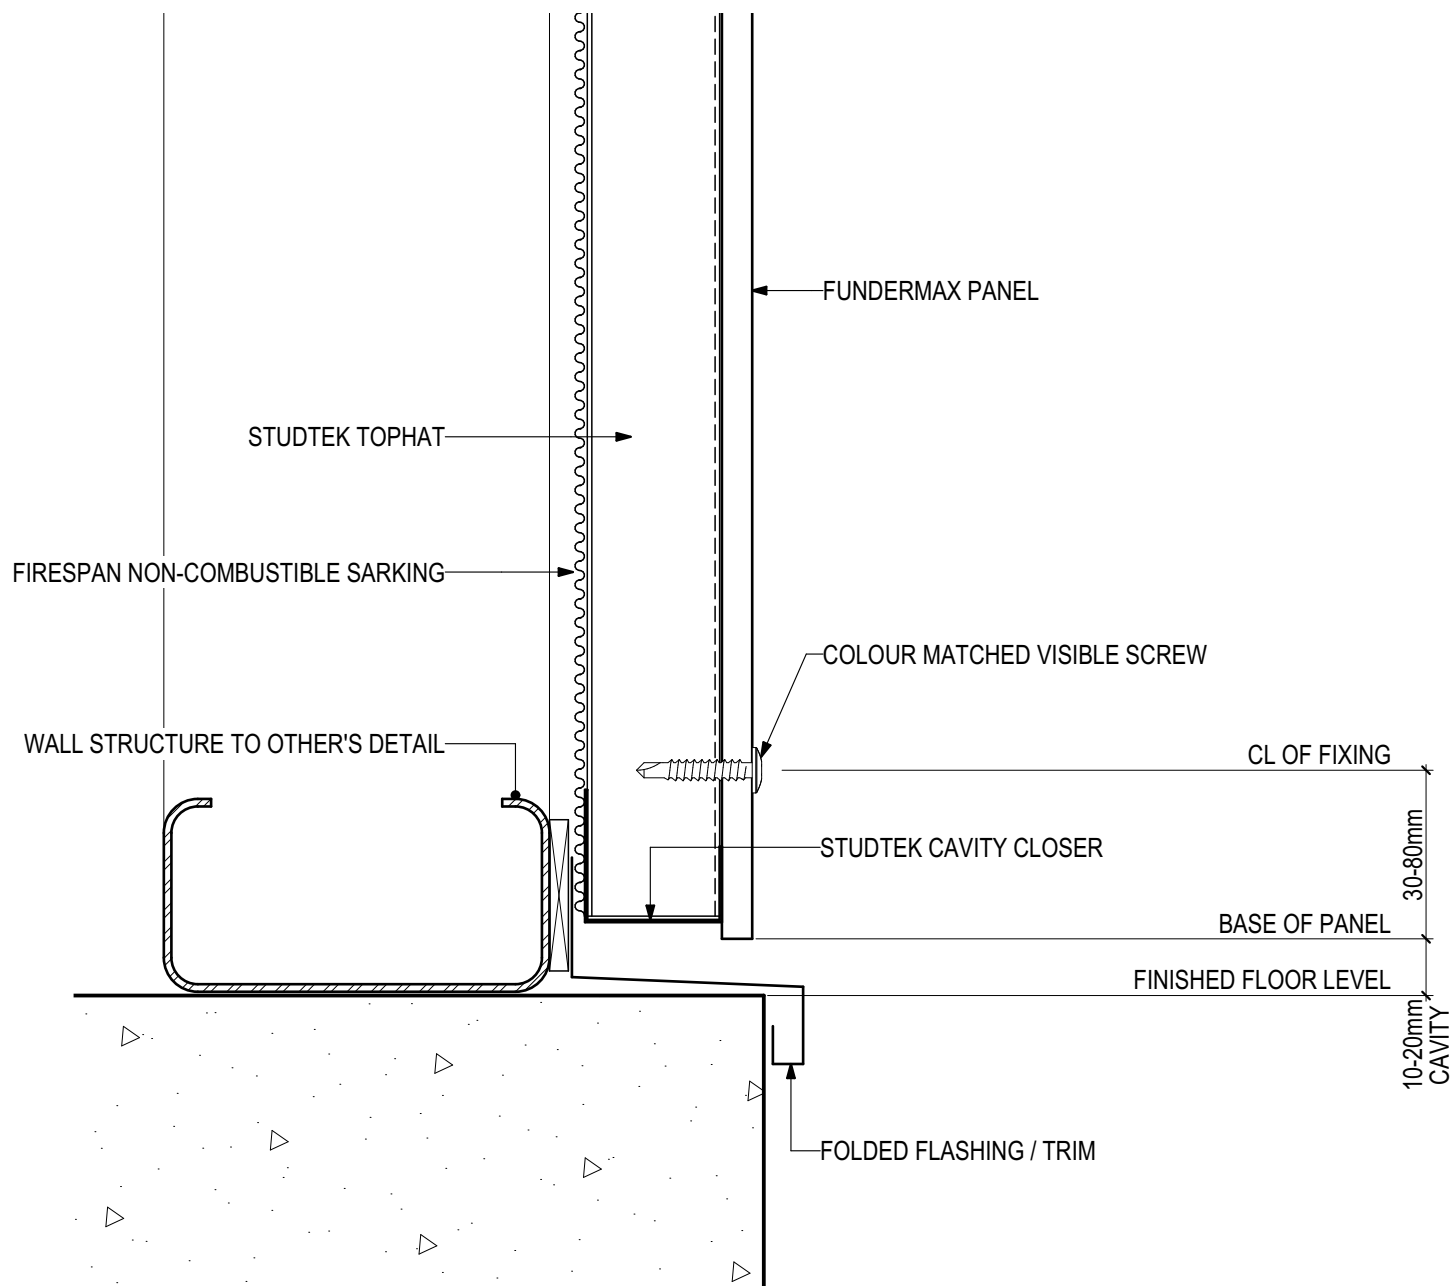 FUNDERMAX PANEL
STUDTEK TOPHAT
FIRESPAN NON-COMBUSTIBLE SARKING
COLOUR MATCHED VISIBLE SCREW
WALL STRUCTURE TO OTHER'S DETAIL
CL OF FIXING
STUDTEK CAVITY CLOSER
30-80mm
BASE OF PANEL
FINISHED FLOOR LEVEL
10-20mm
CAVITY
FOLDED FLASHING / TRIM